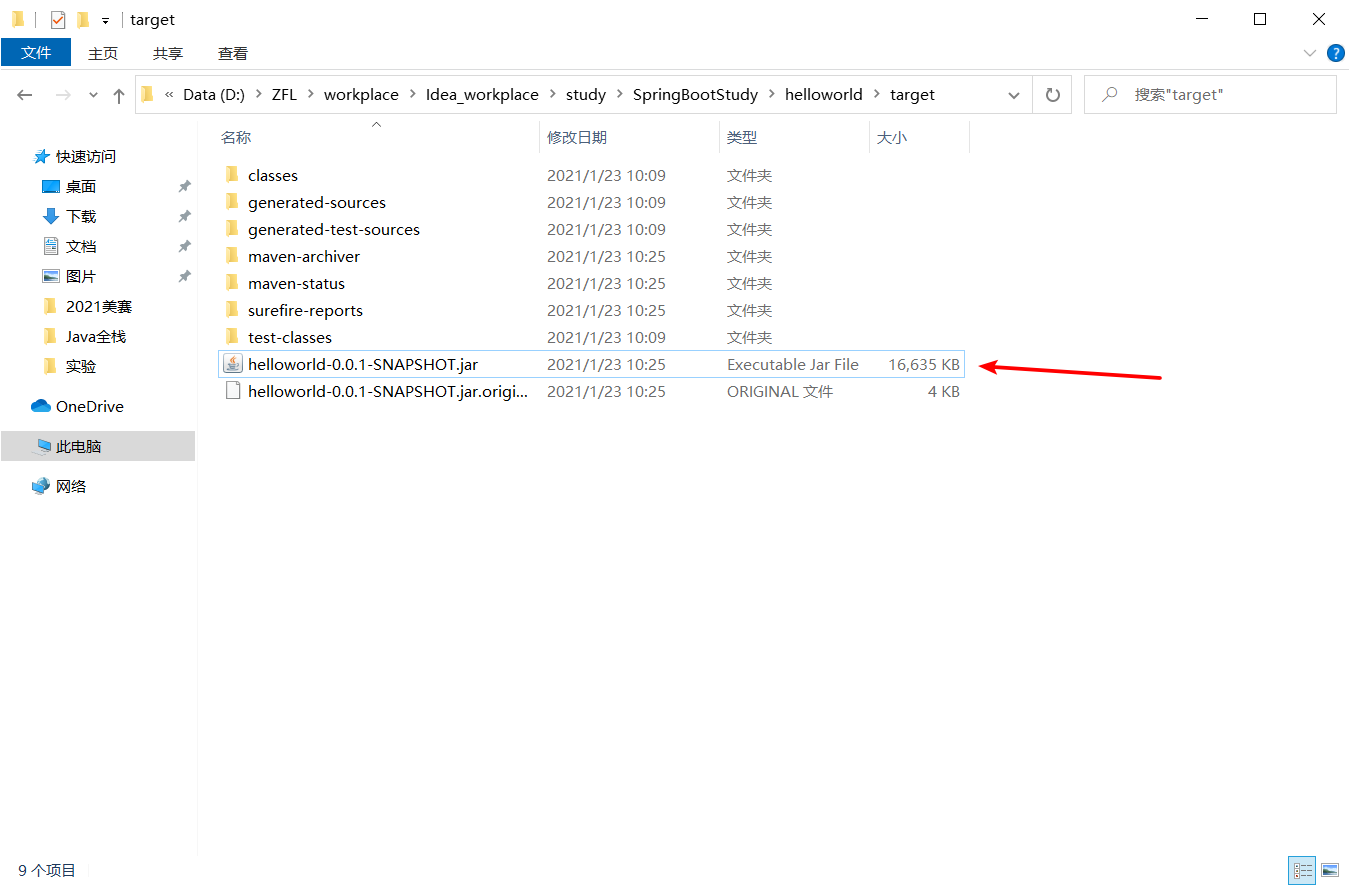 target
文件 主页 共享 查看
« Data (D:) > ZFL > workplace > Idea_workplace > study > SpringBootStudy > helloworld > target 搜索"target"
名称 修改日期 类型 大小
快速访问
桌面
下载
文档
图片
2021美赛
Java全栈
实验
OneDrive
此电脑
网络
classes 2021/1/23 10:09 文件夹
generated-sources 2021/1/23 10:09 文件夹
generated-test-sources 2021/1/23 10:09 文件夹
maven-archiver 2021/1/23 10:25 文件夹
maven-status 2021/1/23 10:25 文件夹
surefire-reports 2021/1/23 10:25 文件夹
test-classes 2021/1/23 10:09 文件夹
helloworld-0.0.1-SNAPSHOT.jar 2021/1/23 10:25 Executable Jar File 16,635 KB
helloworld-0.0.1-SNAPSHOT.jar.origi... 2021/1/23 10:25 ORIGINAL 文件 4 KB
9 个项目